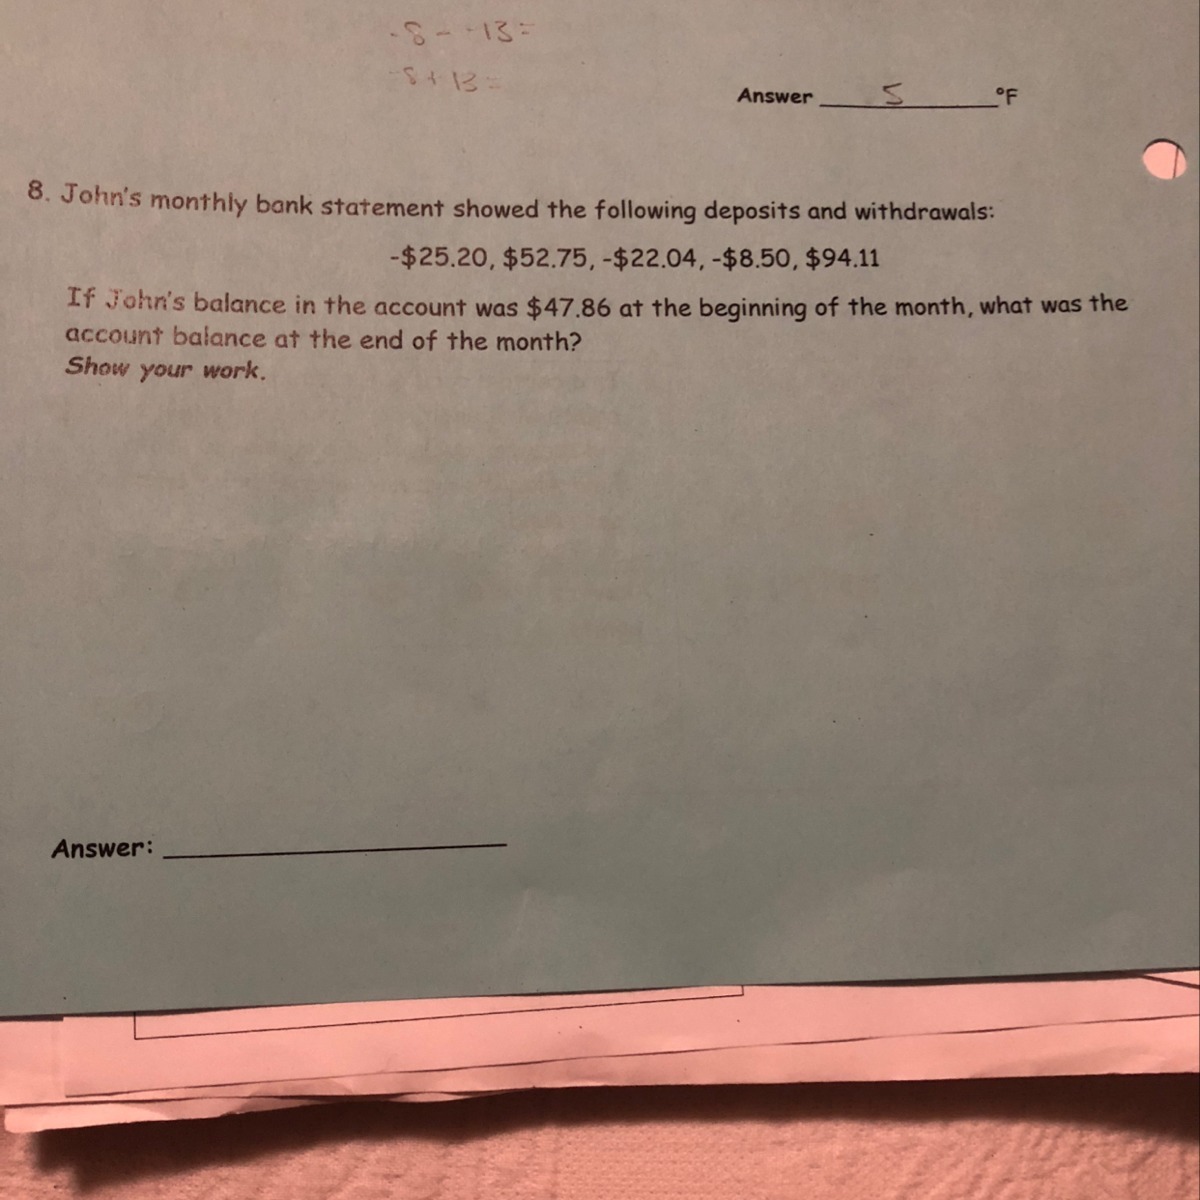 -8 - -13 =
-8 + 13 =
Answer 5 °F
8. John's monthly bank statement showed the following deposits and withdrawals:
-$25.20, $52.75, -$22.04, -$8.50, $94.11
If John's balance in the account was $47.86 at the beginning of the month, what was the
account balance at the end of the month?
Show your work.
Answer: